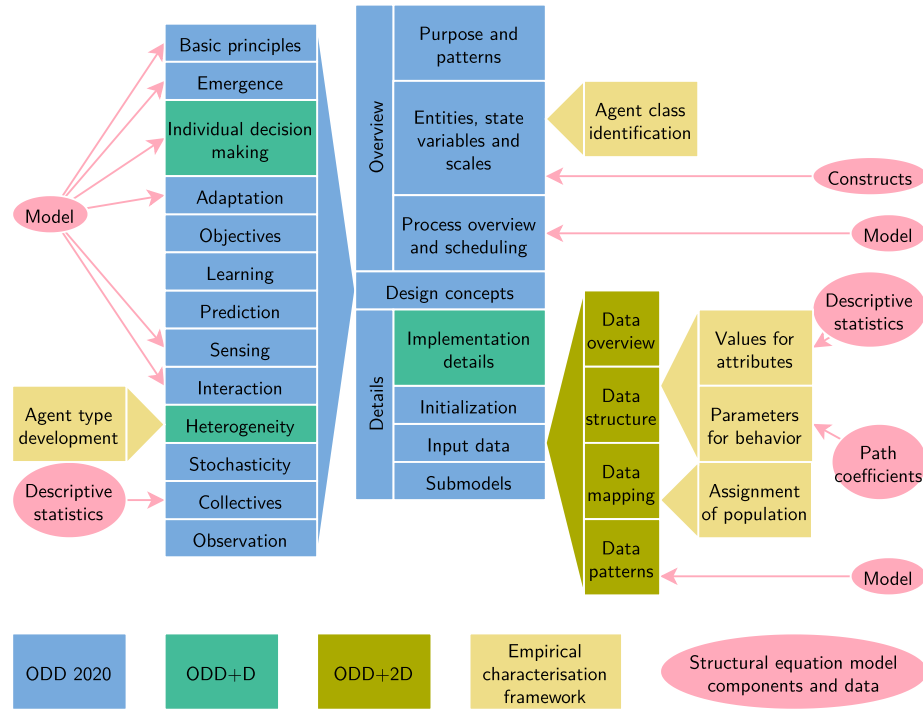 Basic principles
Emergence
Individual decision
making
Adaptation
Objectives
Learning
Prediction
Sensing
Interaction
Heterogeneity
Stochasticity
Collectives
Observation
Model
Agent type
development
Descriptive
statistics
Overview
Purpose and
patterns
Entities, state
variables and
scales
Process overview
and scheduling
Design concepts
Details
Implementation
details
Initialization
Input data
Submodels
Agent class
identification
Constructs
Model
Data
overview
Data
structure
Data
mapping
Data
patterns
Values for
attributes
Parameters
for behavior
Assignment
of population
Descriptive
statistics
Path
coefficients
Model
ODD 2020
ODD+D
ODD+2D
Empirical
characterisation
framework
Structural equation model
components and data